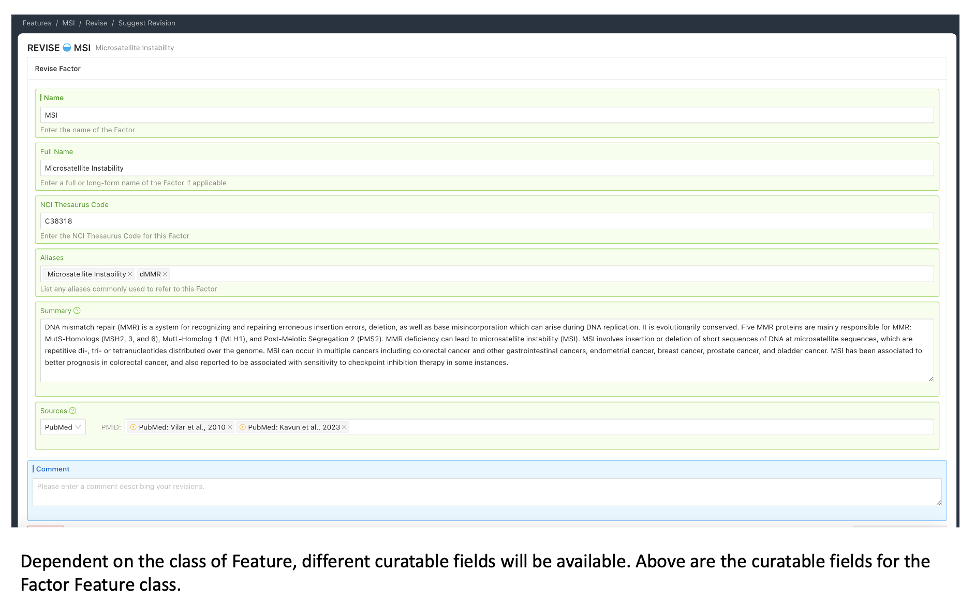 Features / MSI / Revise / Suggest Revision
REVISE MSI Microsatellite Instability
Revise Factor
Name
MSI
Enter the name of the Factor
Full Name
Microsatellite Instability
Enter a full or long-form name of the Factor if applicable
NCI Thesaurus Code
C38318
Enter the NCI Thesaurus Code for this Factor
Aliases
Microsatellite Instability × dMMR ×
List any aliases commonly used to refer to this Factor
Summary
DNA mismatch repair (MMR) is a system for recognizing and repairing erroneous insertion errors, deletion, as well as base misincorporation which can arise during DNA replication. It is evolutionarily conserved. Five MMR proteins are mainly responsible for MMR:
MutS-Homologs (MSH2, 3, and 6), MutL-Homolog 1 (MLH1), and Post-Meiotic Segregation 2 (PMS2). MMR deficiency can lead to microsatellite instability (MSI). MSI involves insertion or deletion of short sequences of DNA at microsatellite sequences, which are
repetitive di-, tri- or tetranucleotides distributed over the genome. MSI can occur in multiple cancers including colorectal cancer and other gastrointestinal cancers, endometrial cancer, breast cancer, prostate cancer, and bladder cancer. MSI has been associated to
better prognosis in colorectal cancer, and also reported to be associated with sensitivity to checkpoint inhibition therapy in some instances.
Sources
PubMed PMID: PubMed: Vilar et al., 2010 × PubMed: Kavun et al., 2023 ×
Comment
Please enter a comment describing your revisions.
Dependent on the class of Feature, different curatable fields will be available. Above are the curatable fields for the
Factor Feature class.